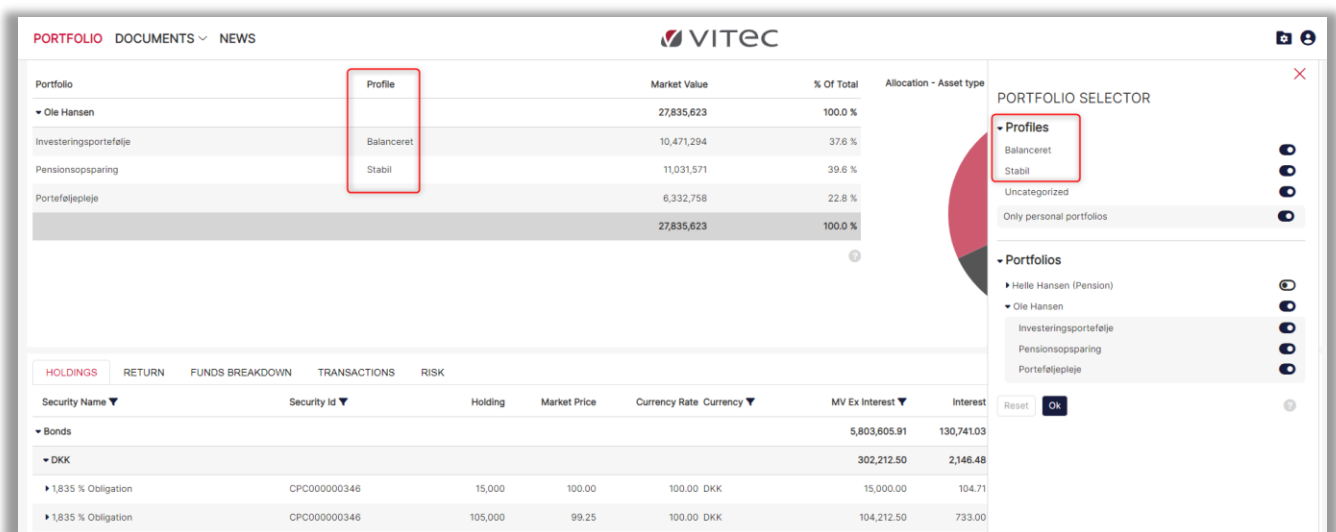 PORTFOLIO DOCUMENTS NEWS
VITEC
Portfolio Profile Market Value % Of Total
Ole Hansen 27,835,623 100.0 %
Investeringsportefølje Balanceret 10,471,294 37.6 %
Pensionsopsparing Stabil 11,031,571 39.6 %
Porteføljepleje 6,332,758 22.8 %
27,835,623 100.0 %
?
Allocation - Asset type
PORTFOLIO SELECTOR
Profiles
Balanceret
Stabil
Uncategorized
Only personal portfolios
Portfolios
Helle Hansen (Pension)
Ole Hansen
Investeringsportefølje
Pensionsopsparing
Porteføljepleje
Reset Ok ?
HOLDINGS RETURN FUNDS BREAKDOWN TRANSACTIONS RISK
Security Name Security Id Holding Market Price Currency Rate Currency MV Ex Interest Interest
Bonds 5,803,605.91 130,741.03
DKK 302,212.50 2,146.48
1,835 % Obligation CPC000000346 15,000 100.00 100.00 DKK 15,000.00 104.71
1,835 % Obligation CPC000000346 105,000 99.25 100.00 DKK 104,212.50 733.00